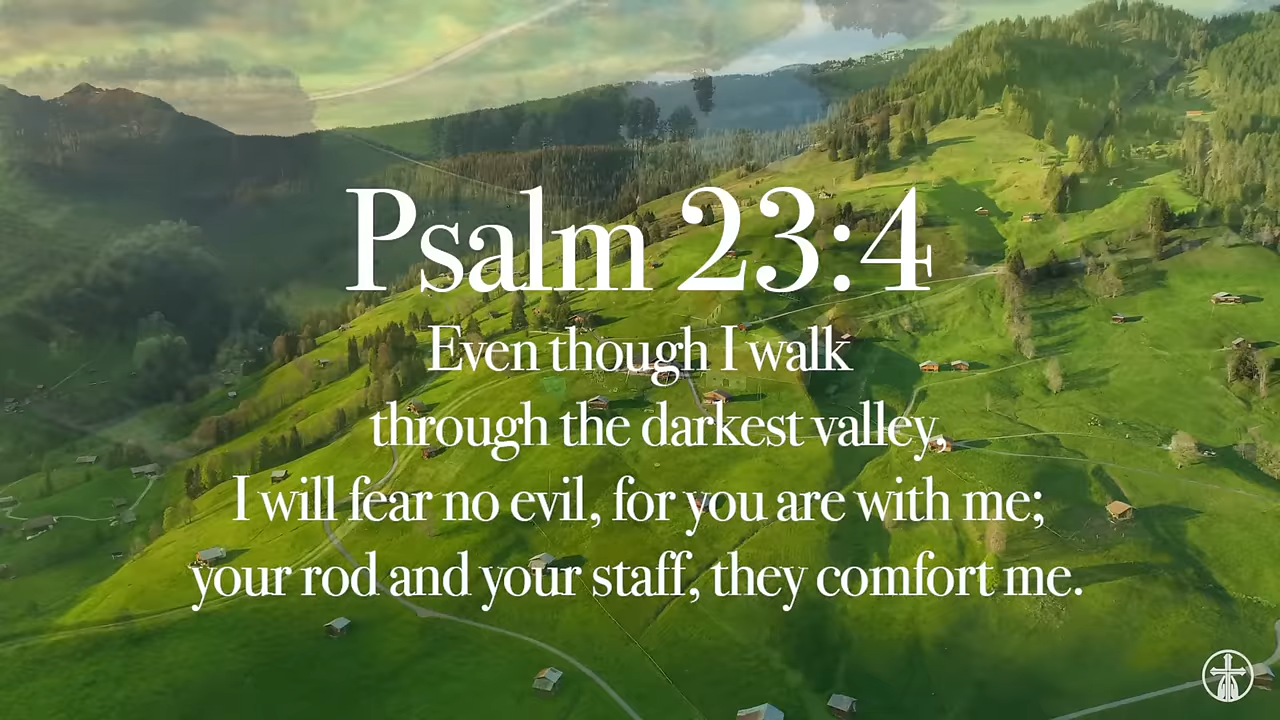 Psalm 23:4
Even though I walk
through the darkest valley,
I will fear no evil, for you are with me;
your rod and your staff, they comfort me.